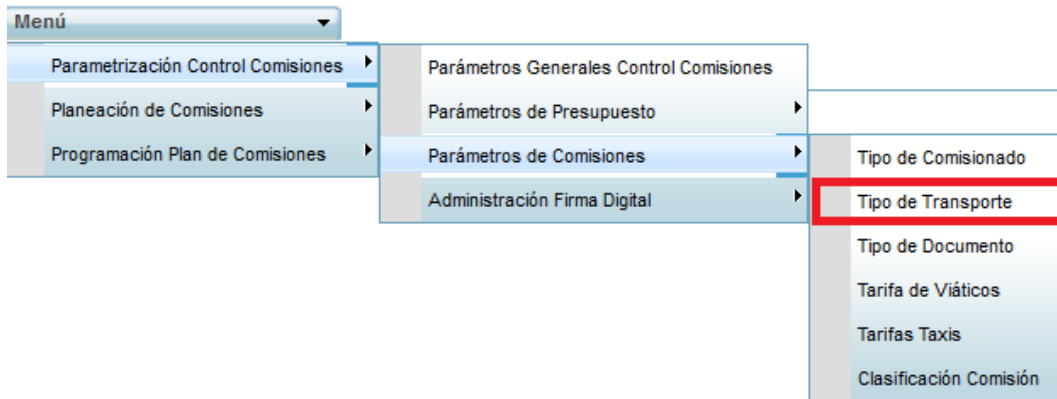 Menú
Parametrización Control Comisiones
Planeación de Comisiones
Programación Plan de Comisiones
Parámetros Generales Control Comisiones
Parámetros de Presupuesto
Parámetros de Comisiones
Administración Firma Digital
Tipo de Comisionado
Tipo de Transporte
Tipo de Documento
Tarifa de Viáticos
Tarifas Taxis
Clasificación Comisión